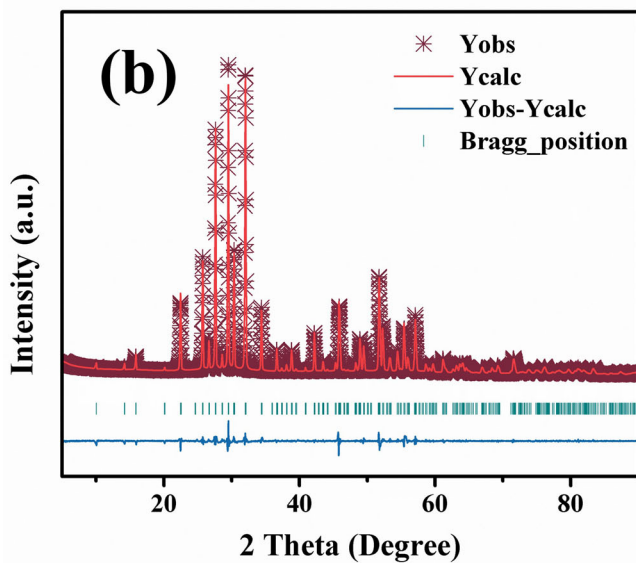 (b)
Yobs
Ycalc
Yobs-Ycalc
Bragg_position
Intensity (a.u.)
20 40 60 80
2 Theta (Degree)